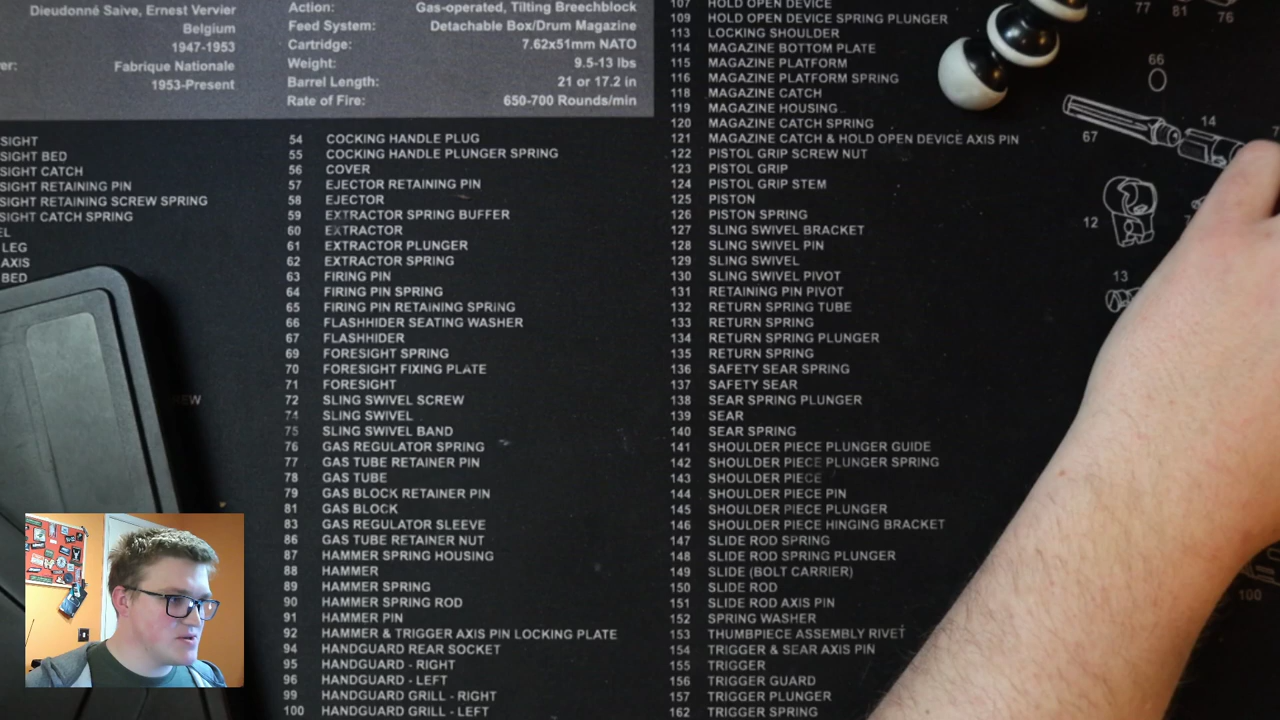 Dieudonné Saive, Ernest Vervier
Belgium
1947-1953
er: Fabrique Nationale
1953-Present
Action: Gas-operated, Tilting Breechblock
Feed System: Detachable Box/Drum Magazine
Cartridge: 7.62x51mm NATO
Weight: 9.5-13 lbs
Barrel Length: 21 or 17.2 in
Rate of Fire: 650-700 Rounds/min
SIGHT
SIGHT BED
SIGHT CATCH
SIGHT RETAINING PIN
SIGHT RETAINING SCREW SPRING
SIGHT CATCH SPRING
EL
LEG
AXIS
BED
EW
54 COCKING HANDLE PLUG
55 COCKING HANDLE PLUNGER SPRING
56 COVER
57 EJECTOR RETAINING PIN
58 EJECTOR
59 EXTRACTOR SPRING BUFFER
60 EXTRACTOR
61 EXTRACTOR PLUNGER
62 EXTRACTOR SPRING
63 FIRING PIN
64 FIRING PIN SPRING
65 FIRING PIN RETAINING SPRING
66 FLASHHIDER SEATING WASHER
67 FLASHHIDER
69 FORESIGHT SPRING
70 FORESIGHT FIXING PLATE
71 FORESIGHT
72 SLING SWIVEL SCREW
74 SLING SWIVEL
75 SLING SWIVEL BAND
76 GAS REGULATOR SPRING
77 GAS TUBE RETAINER PIN
78 GAS TUBE
79 GAS BLOCK RETAINER PIN
81 GAS BLOCK
83 GAS REGULATOR SLEEVE
86 GAS TUBE RETAINER NUT
87 HAMMER SPRING HOUSING
88 HAMMER
89 HAMMER SPRING
90 HAMMER SPRING ROD
91 HAMMER PIN
92 HAMMER & TRIGGER AXIS PIN LOCKING PLATE
94 HANDGUARD REAR SOCKET
95 HANDGUARD - RIGHT
96 HANDGUARD - LEFT
99 HANDGUARD GRILL - RIGHT
100 HANDGUARD GRILL - LEFT
107 HOLD OPEN DEVICE
109 HOLD OPEN DEVICE SPRING PLUNGER
113 LOCKING SHOULDER
114 MAGAZINE BOTTOM PLATE
115 MAGAZINE PLATFORM
116 MAGAZINE PLATFORM SPRING
118 MAGAZINE CATCH
119 MAGAZINE HOUSING
120 MAGAZINE CATCH SPRING
121 MAGAZINE CATCH & HOLD OPEN DEVICE AXIS PIN
122 PISTOL GRIP SCREW NUT
123 PISTOL GRIP
124 PISTOL GRIP STEM
125 PISTON
126 PISTON SPRING
127 SLING SWIVEL BRACKET
128 SLING SWIVEL PIN
129 SLING SWIVEL
130 SLING SWIVEL PIVOT
131 RETAINING PIN PIVOT
132 RETURN SPRING TUBE
133 RETURN SPRING
134 RETURN SPRING PLUNGER
135 RETURN SPRING
136 SAFETY SEAR SPRING
137 SAFETY SEAR
138 SEAR SPRING PLUNGER
139 SEAR
140 SEAR SPRING
141 SHOULDER PIECE PLUNGER GUIDE
142 SHOULDER PIECE PLUNGER SPRING
143 SHOULDER PIECE
144 SHOULDER PIECE PIN
145 SHOULDER PIECE PLUNGER
146 SHOULDER PIECE HINGING BRACKET
147 SLIDE ROD SPRING
148 SLIDE ROD SPRING PLUNGER
149 SLIDE (BOLT CARRIER)
150 SLIDE ROD
151 SLIDE ROD AXIS PIN
152 SPRING WASHER
153 THUMBPIECE ASSEMBLY RIVET
154 TRIGGER & SEAR AXIS PIN
155 TRIGGER
156 TRIGGER GUARD
157 TRIGGER PLUNGER
162 TRIGGER SPRING
77 81 76
66
67
14
12
13
100